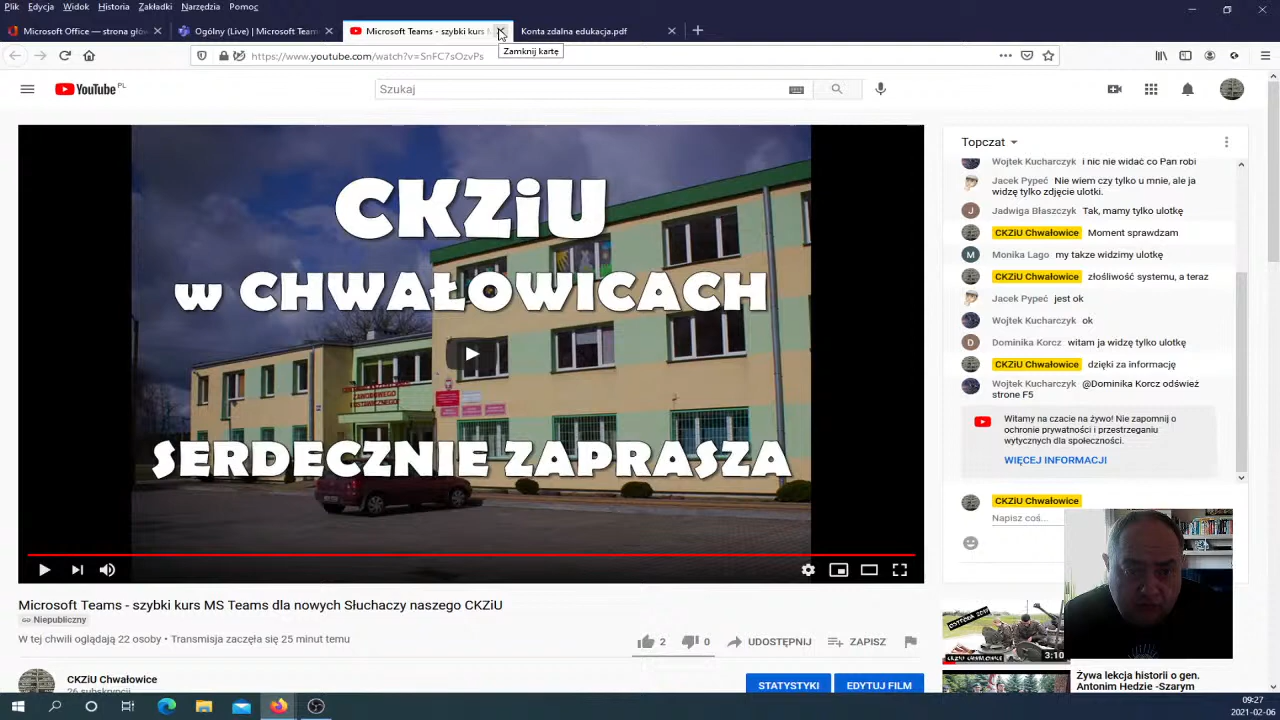 Plik Edycja Widok Historia Zakładki Narzędzia Pomoc
Microsoft Office — strona głów
Ogólny (Live) | Microsoft Team
Microsoft Teams - szybki kurs
Konta zdalna edukacja.pdf
Zamknij kartę
https://www.youtube.com/watch?v=SnFC7sOzvPs
YouTube PL
Szukaj
CKZiU
w CHWAŁOWICACH
SERDECZNIE ZAPRASZA
Topczat
Wojtek Kucharczyk i nic nie widać co Pan robi
Jacek Pypeć Nie wiem czy tylko u mnie, ale ja
widzę tylko zdjęcie ulotki.
Jadwiga Błaszczyk Tak, mamy tylko ulotkę
CKZiU Chwałowice Moment sprawdzam
M Monika Lago my takze widzimy ulotkę
CKZiU Chwałowice złośliwość systemu, a teraz
Jacek Pypeć jest ok
Wojtek Kucharczyk ok
D Dominika Korcz witam ja widzę tylko ulotkę
CKZiU Chwałowice dzięki za informację
Wojtek Kucharczyk @Dominika Korcz odśwież
strone F5
Witamy na czacie na żywo! Nie zapomnij o
ochronie prywatności i przestrzeganiu
wytycznych dla społeczności.
WIĘCEJ INFORMACJI
CKZiU Chwałowice
Napisz coś...
Microsoft Teams - szybki kurs MS Teams dla nowych Słuchaczy naszego CKZiU
Niepubliczny
W tej chwili oglądają 22 osoby • Transmisja zaczęła się 25 minut temu
2 0 UDOSTĘPNIJ ZAPISZ
CKZiU Chwałowice
26 subskrypcji
STATYSTYKI EDYTUJ FILM
3:10
Żywa lekcja historii o gen.
Antonim Hedzie -Szarym
09:27
2021-02-06